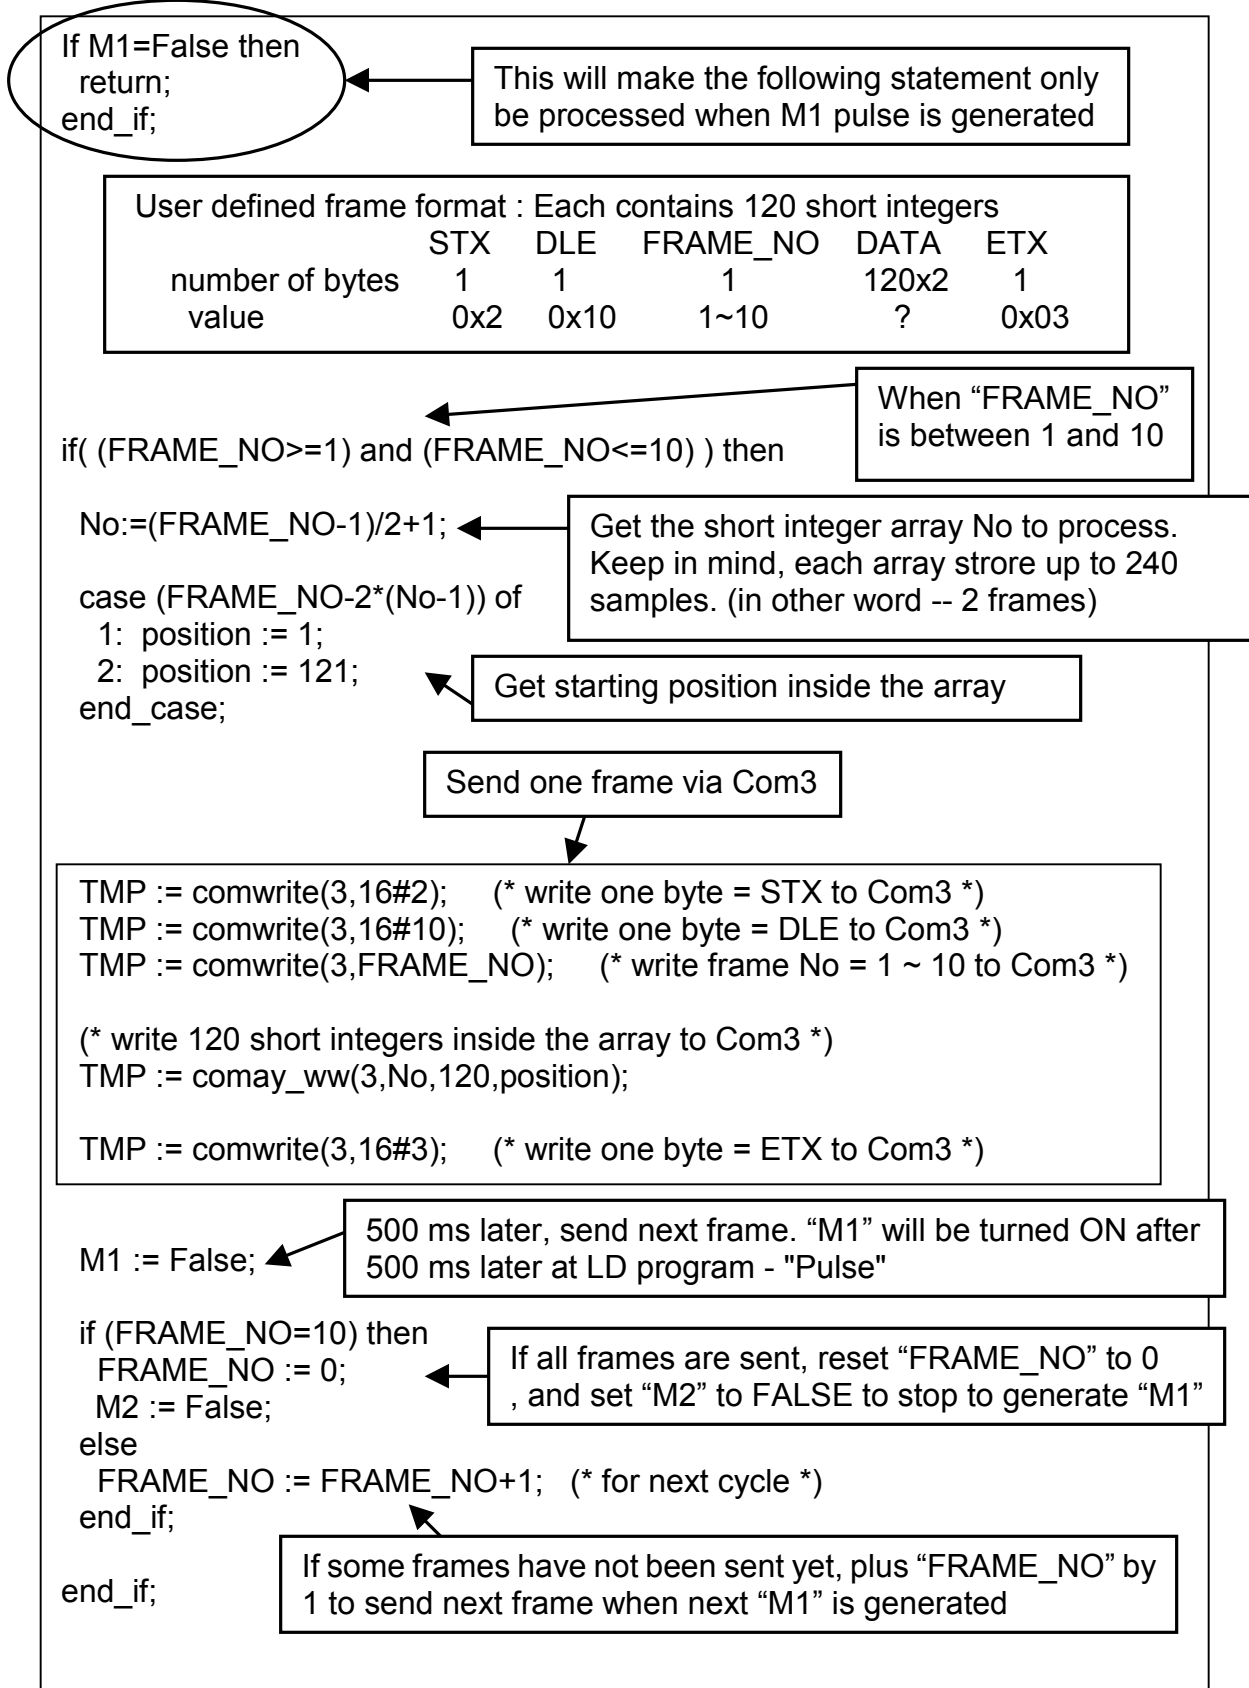 If M1=False then
return;
end_if;
This will make the following statement only
be processed when M1 pulse is generated
User defined frame format : Each contains 120 short integers
STX DLE FRAME_NO DATA ETX
number of bytes 1 1 1 120x2 1
value 0x2 0x10 1~10 ? 0x03
When “FRAME_NO”
is between 1 and 10
if( (FRAME_NO>=1) and (FRAME_NO<=10) ) then
No:=(FRAME_NO-1)/2+1;
Get the short integer array No to process.
Keep in mind, each array strore up to 240
samples. (in other word -- 2 frames)
case (FRAME_NO-2*(No-1)) of
1: position := 1;
2: position := 121;
end_case;
Get starting position inside the array
Send one frame via Com3
TMP := comwrite(3,16#2); (* write one byte = STX to Com3 *)
TMP := comwrite(3,16#10); (* write one byte = DLE to Com3 *)
TMP := comwrite(3,FRAME_NO); (* write frame No = 1 ~ 10 to Com3 *)
(* write 120 short integers inside the array to Com3 *)
TMP := comay_ww(3,No,120,position);
TMP := comwrite(3,16#3); (* write one byte = ETX to Com3 *)
M1 := False;
500 ms later, send next frame. “M1” will be turned ON after
500 ms later at LD program - "Pulse"
if (FRAME_NO=10) then
FRAME_NO := 0;
M2 := False;
If all frames are sent, reset “FRAME_NO” to 0
, and set “M2” to FALSE to stop to generate “M1”
else
FRAME_NO := FRAME_NO+1; (* for next cycle *)
end_if;
If some frames have not been sent yet, plus “FRAME_NO” by
1 to send next frame when next “M1” is generated
end_if;